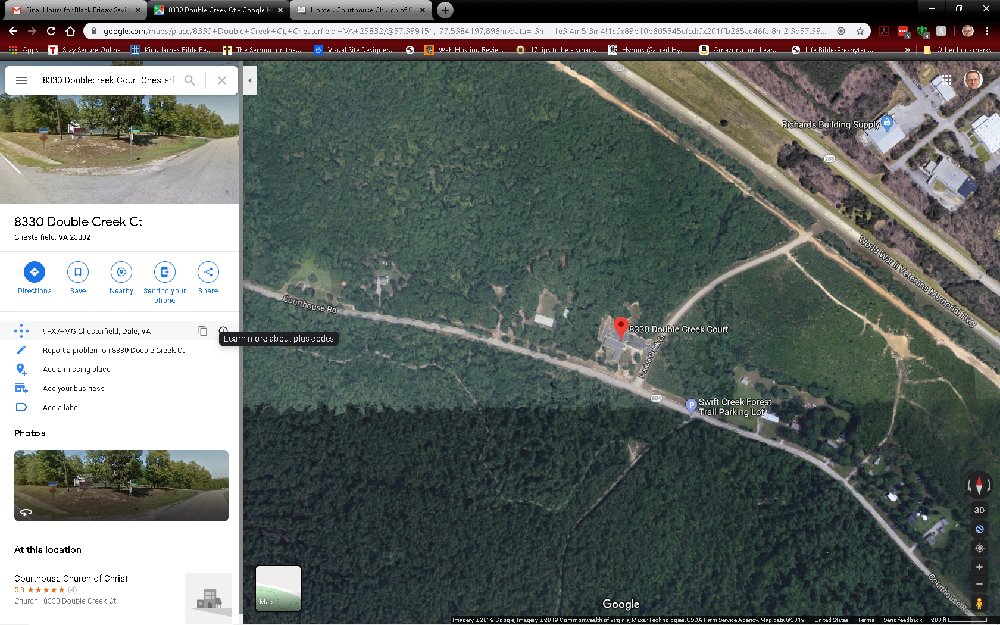 Final Hours for Black Friday Savin
8330 Double Creek Ct - Google M
Home ‹ Courthouse Church of C
google.com/maps/place/8330+Double+Creek+Ct,+Chesterfield,+VA+23832/@37.399151,-77.5384197,896m/data=!3m1!1e3!4m5!3m4!1s0x89b10b605545efcd:0x201ffb265ae46fa!8m2!3d37.39...
5
9
Apps
Stay Secure Online
King James Bible Be...
The Sermon on the...
Visual Site Designer...
Web Hosting Revie...
17 tips to be a smar...
Hymns (Sacred Hy...
Amazon.com: Lear...
Life Bible-Presbyteri...
»
Other bookmarks
8330 Doublecreek Court Chesterf
8330 Double Creek Ct
Chesterfield, VA 23832
Directions
Save
Nearby
Send to your
phone
Share
9FX7+MG Chesterfield, Dale, VA
Learn more about plus codes
Report a problem on 8330 Double Creek Ct
Add a missing place
Add your business
Add a label
Photos
At this location
Courthouse Church of Christ
5.0 ★★★★★ (4)
Church · 8330 Double Creek Ct
288
Richards Building Supply
288
World War II Veterans Memorial Hwy
Courthouse Rd
8330 Double Creek Court
Double Creek Ct
604
P
Swift Creek Forest
Trail Parking Lot
Courthouse Rd
3D
Map
Google
Imagery ©2019 Google, Imagery ©2019 Commonwealth of Virginia, Maxar Technologies, USDA Farm Service Agency, Map data ©2019
United States
Terms
Send feedback
200 ft